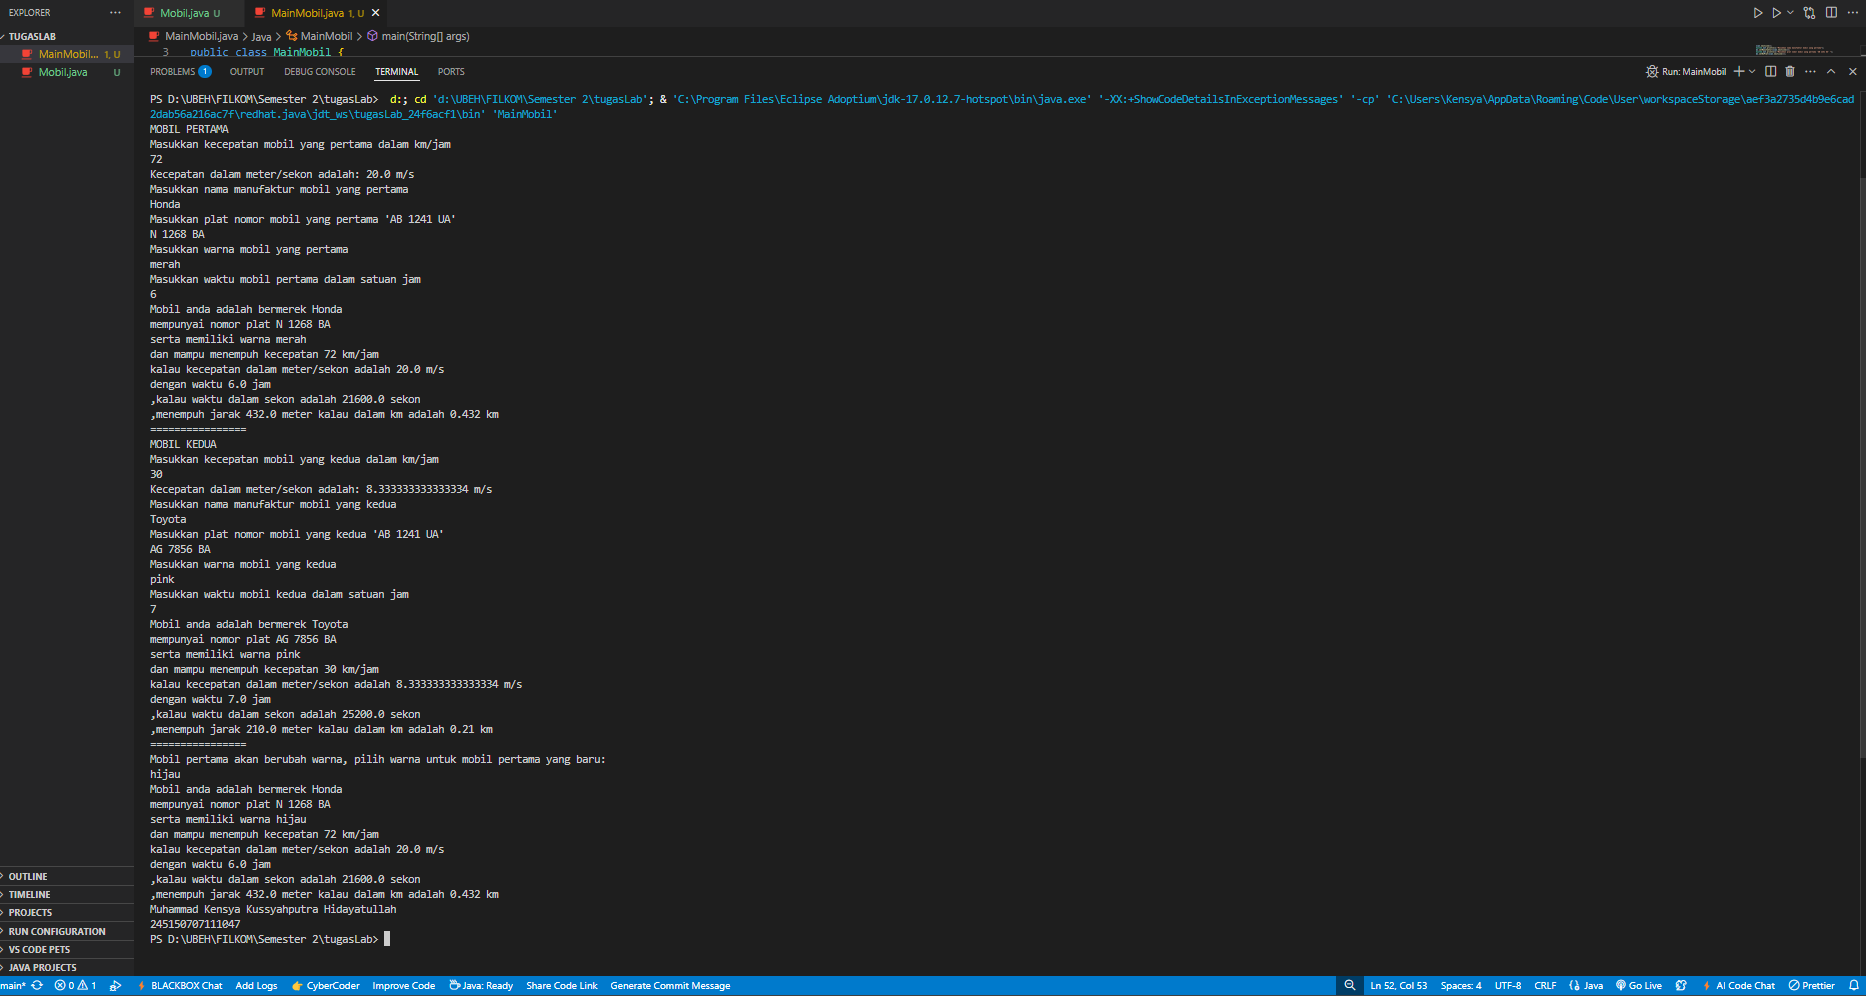 EXPLORER ···
TUGASLAB
MainMobil... 1, U
Mobil.java U
OUTLINE
TIMELINE
PROJECTS
RUN CONFIGURATION
VS CODE PETS
JAVA PROJECTS
Mobil.java U MainMobil.java 1, U
MainMobil.java > Java > MainMobil > main(String[] args)
3 public class MainMobil {
PROBLEMS 1 OUTPUT DEBUG CONSOLE TERMINAL PORTS Run: MainMobil
PS D:\UBEH\FILKOM\Semester 2\tugasLab> d:; cd 'd:\UBEH\FILKOM\Semester 2\tugasLab'; & 'C:\Program Files\Eclipse Adoptium\jdk-17.0.12.7-hotspot\bin\java.exe' '-XX:+ShowCodeDetailsInExceptionMessages' '-cp' 'C:\Users\Kensya\AppData\Roaming\Code\User\workspaceStorage\aef3a2735d4b9e6cad
2dab56a216ac7f\redhat.java\jdt_ws\tugasLab_24f6acf1\bin' 'MainMobil'
MOBIL PERTAMA
Masukkan kecepatan mobil yang pertama dalam km/jam
72
Kecepatan dalam meter/sekon adalah: 20.0 m/s
Masukkan nama manufaktur mobil yang pertama
Honda
Masukkan plat nomor mobil yang pertama 'AB 1241 UA'
N 1268 BA
Masukkan warna mobil yang pertama
merah
Masukkan waktu mobil pertama dalam satuan jam
6
Mobil anda adalah bermerek Honda
mempunyai nomor plat N 1268 BA
serta memiliki warna merah
dan mampu menempuh kecepatan 72 km/jam
kalau kecepatan dalam meter/sekon adalah 20.0 m/s
dengan waktu 6.0 jam
,kalau waktu dalam sekon adalah 21600.0 sekon
,menempuh jarak 432.0 meter kalau dalam km adalah 0.432 km
================
MOBIL KEDUA
Masukkan kecepatan mobil yang kedua dalam km/jam
30
Kecepatan dalam meter/sekon adalah: 8.333333333333334 m/s
Masukkan nama manufaktur mobil yang kedua
Toyota
Masukkan plat nomor mobil yang kedua 'AB 1241 UA'
AG 7856 BA
Masukkan warna mobil yang kedua
pink
Masukkan waktu mobil kedua dalam satuan jam
7
Mobil anda adalah bermerek Toyota
mempunyai nomor plat AG 7856 BA
serta memiliki warna pink
dan mampu menempuh kecepatan 30 km/jam
kalau kecepatan dalam meter/sekon adalah 8.333333333333334 m/s
dengan waktu 7.0 jam
,kalau waktu dalam sekon adalah 25200.0 sekon
,menempuh jarak 210.0 meter kalau dalam km adalah 0.21 km
================
Mobil pertama akan berubah warna, pilih warna untuk mobil pertama yang baru:
hijau
Mobil anda adalah bermerek Honda
mempunyai nomor plat N 1268 BA
serta memiliki warna hijau
dan mampu menempuh kecepatan 72 km/jam
kalau kecepatan dalam meter/sekon adalah 20.0 m/s
dengan waktu 6.0 jam
,kalau waktu dalam sekon adalah 21600.0 sekon
,menempuh jarak 432.0 meter kalau dalam km adalah 0.432 km
Muhammad Kensya Kussyahputra Hidayatullah
245150707111047
PS D:\UBEH\FILKOM\Semester 2\tugasLab>
main* 0 1 BLACKBOX Chat Add Logs CyberCoder Improve Code Java: Ready Share Code Link Generate Commit Message Ln 52, Col 53 Spaces: 4 UTF-8 CRLF {} Java Go Live AI Code Chat Prettier